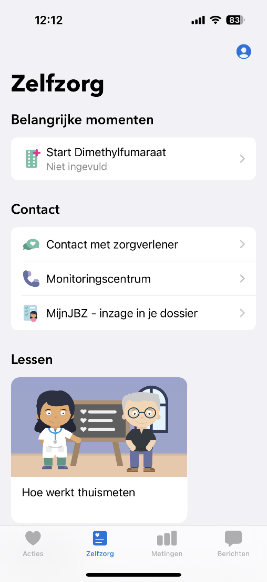 12:12
83
Zelfzorg
Belangrijke momenten
Start Dimethylfumaraat
Niet ingevuld
Contact
Contact met zorgverlener
Monitoringscentrum
MijnJBZ - inzage in je dossier
Lessen
Hoe werkt thuismeten
Acties
Zelfzorg
Metingen
Berichten